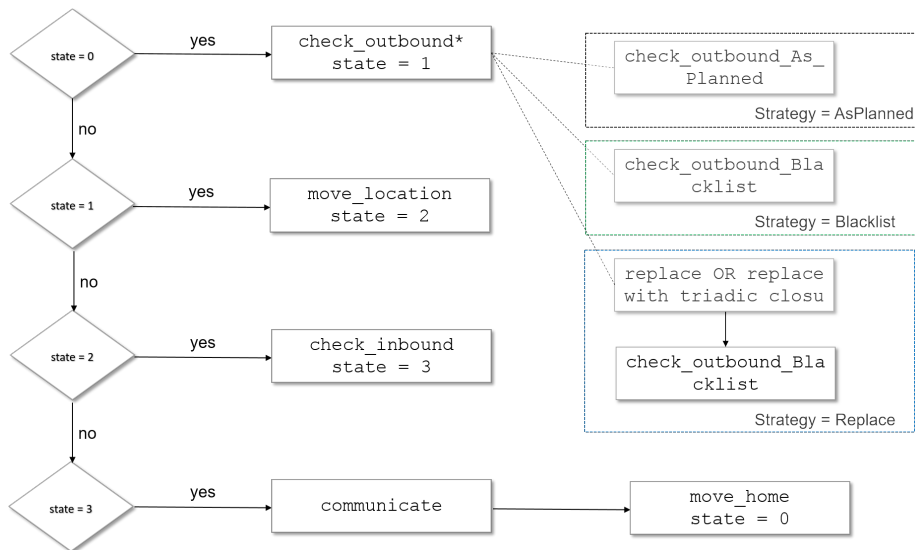 state = 0
yes
check_outbound*
state = 1
check_outbound_As_
Planned
Strategy = AsPlanned
no
state = 1
yes
move_location
state = 2
check_outbound_Bla
cklist
Strategy = Blacklist
no
state = 2
yes
check_inbound
state = 3
replace OR replace
with triadic closu
check_outbound_Bla
cklist
Strategy = Replace
no
state = 3
yes
communicate
move_home
state = 0